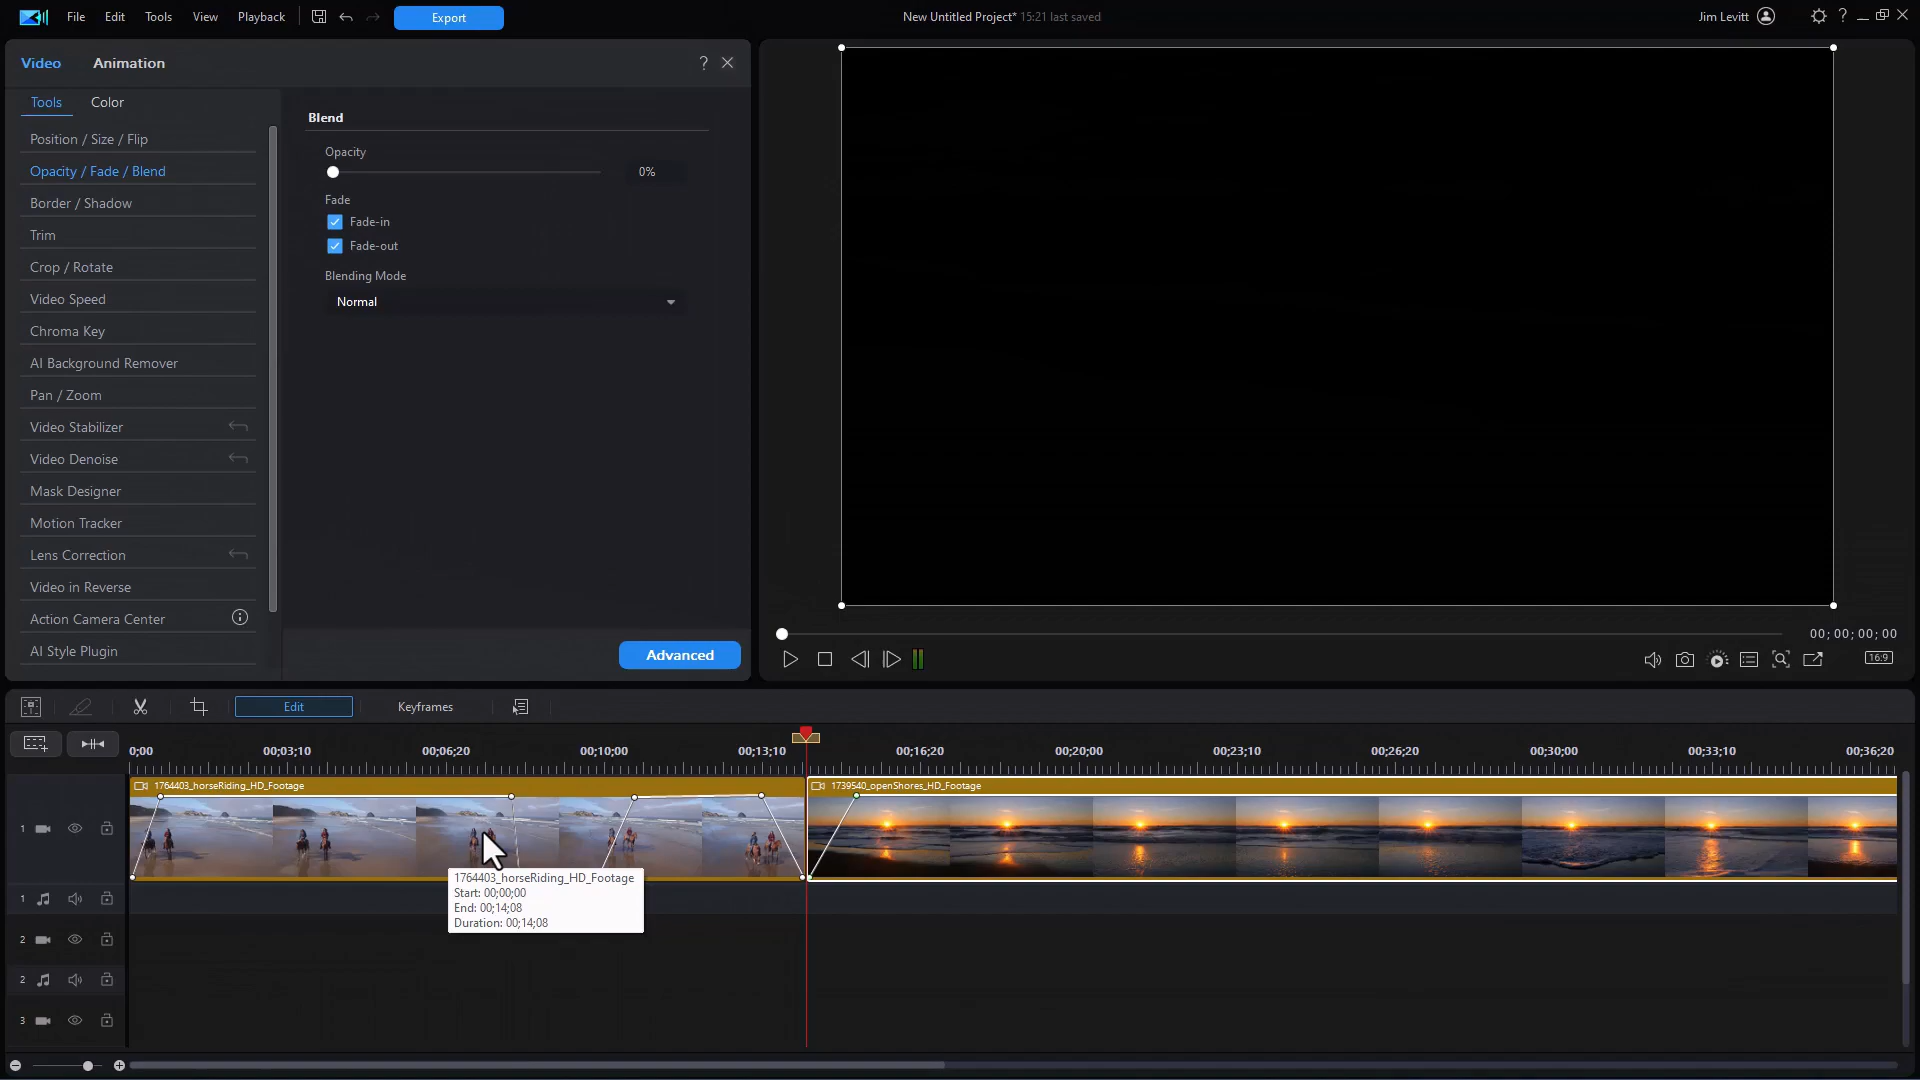 File Edit Tools View Playback Export New Untitled Project* 15:21 last saved Jim Levitt ?
Video Animation ?
Tools Color
Position / Size / Flip
Opacity / Fade / Blend
Border / Shadow
Trim
Crop / Rotate
Video Speed
Chroma Key
AI Background Remover
Pan / Zoom
Video Stabilizer
Video Denoise
Mask Designer
Motion Tracker
Lens Correction
Video in Reverse
Action Camera Center
AI Style Plugin
Blend
Opacity
0%
Fade
Fade-in
Fade-out
Blending Mode
Normal
Advanced
00;00;00;00
16:9
Edit Keyframes
0;00 00;03;10 00;06;20 00;10;00 00;13;10 00;16;20 00;20;00 00;23;10 00;26;20 00;30;00 00;33;10 00;36;20
1764403_horseRiding_HD_Footage 1739540_openShores_HD_Footage
1
1764403_horseRiding_HD_Footage
Start: 00;00;00
End: 00;14;08
Duration: 00;14;08
1
2
2
3